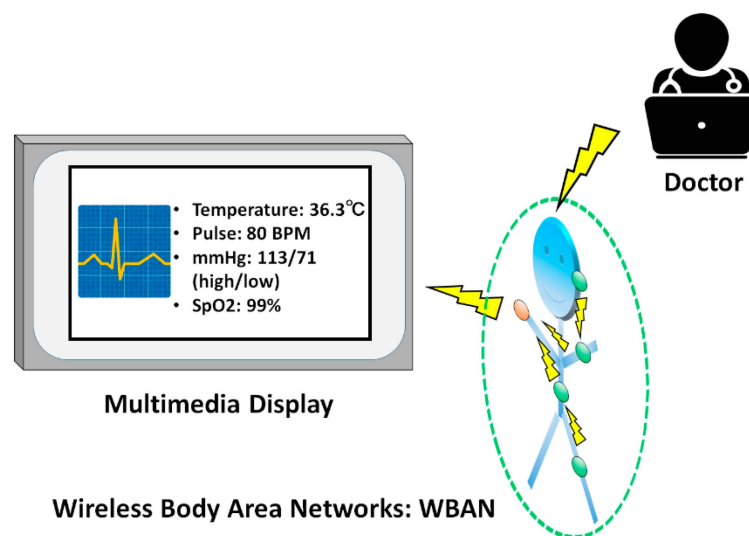 Doctor
• Temperature: 36.3℃
• Pulse: 80 BPM
• mmHg: 113/71
(high/low)
• SpO2: 99%
Multimedia Display
Wireless Body Area Networks: WBAN